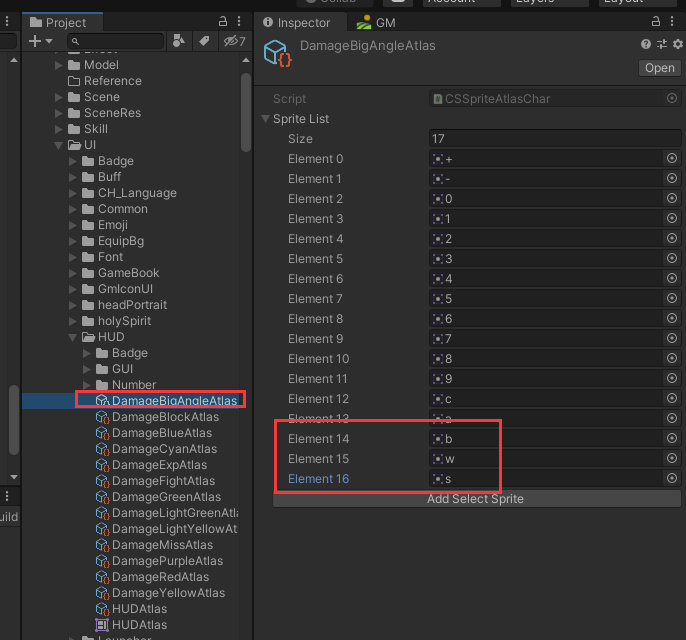 Collab
Account
Layers
Layout
Project
7
Effect
Model
Reference
Scene
SceneRes
Skill
UI
Badge
Buff
CH_Language
Common
Emoji
EquipBg
Font
GameBook
GmIconUI
headPortrait
holySpirit
HUD
Badge
GUI
Number
DamageBigAngleAtlas
DamageBlockAtlas
DamageBlueAtlas
DamageCyanAtlas
DamageExpAtlas
DamageFightAtlas
DamageGreenAtlas
DamageLightGreenAtla
DamageLightYellowAt
DamageMissAtlas
DamagePurpleAtlas
DamageRedAtlas
DamageYellowAtlas
HUDAtlas
HUDAtlas
uild
Inspector
GM
DamageBigAngleAtlas
Open
Script
CSSpriteAtlasChar
Sprite List
Size 17
Element 0 +
Element 1 -
Element 2 0
Element 3 1
Element 4 2
Element 5 3
Element 6 4
Element 7 5
Element 8 6
Element 9 7
Element 10 8
Element 11 9
Element 12 c
Element 13 a
Element 14 b
Element 15 w
Element 16 s
Add Select Sprite